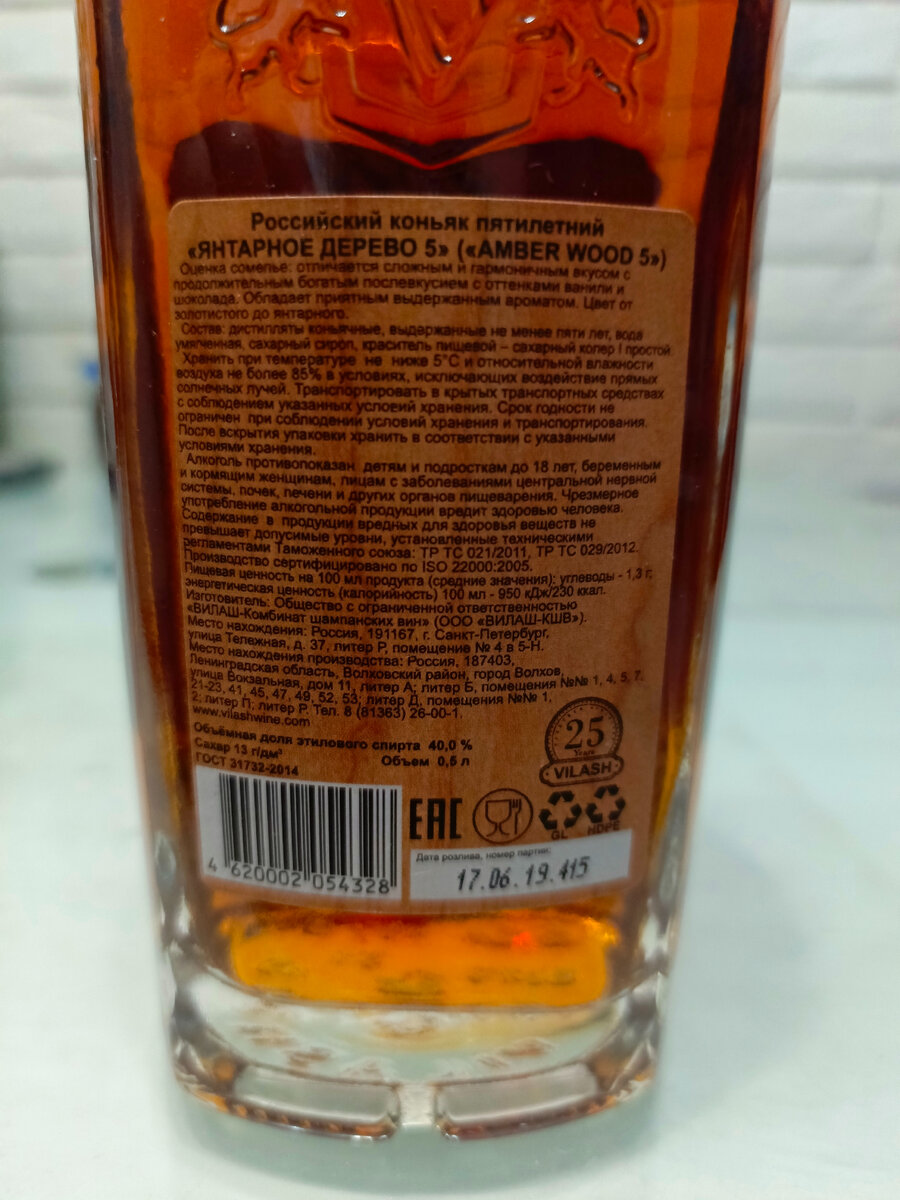 Российский коньяк пятилетний
«ЯНТАРНОЕ ДЕРЕВО 5» («AMBER WOOD 5»)
Оценка сомелье: отличается сложным и гармоничным вкусом с
продолжительным богатым послевкусием с оттенками ванили и
шоколада. Обладает приятным выдержанным ароматом. Цвет от
золотистого до янтарного.
Состав: дистилляты коньячные, выдержанные не менее пяти лет, вода
умягченная, сахарный сироп, краситель пищевой – сахарный колер I простой.
Хранить при температуре не ниже 5°С и относительной влажности
воздуха не более 85% в условиях, исключающих воздействие прямых
солнечных лучей. Транспортировать в крытых транспортных средствах
с соблюдением указанных условий хранения. Срок годности не
ограничен при соблюдении условий хранения и транспортирования.
После вскрытия упаковки хранить в соответствии с указанными
условиями хранения.
Алкоголь противопоказан детям и подросткам до 18 лет, беременным
и кормящим женщинам, лицам с заболеваниями центральной нервной
системы, почек, печени и других органов пищеварения. Чрезмерное
употребление алкогольной продукции вредит здоровью человека.
Содержание в продукции вредных для здоровья веществ не
превышает допустимые уровни, установленные техническими
регламентами Таможенного союза: ТР ТС 021/2011, ТР ТС 029/2012.
Производство сертифицировано по ISO 22000:2005.
Пищевая ценность на 100 мл продукта (средние значения): углеводы - 1,3 г;
энергетическая ценность (калорийность) 100 мл - 950 кДж/230 ккал.
Изготовитель: Общество с ограниченной ответственностью
«ВИЛАШ-Комбинат шампанских вин» (ООО «ВИЛАШ-КШВ»).
Место нахождения: Россия, 191167, г. Санкт-Петербург,
улица Тележная, д. 37, литер Р, помещение № 4 в 5-Н.
Место нахождения производства: Россия, 187403,
Ленинградская область, Волховский район, город Волхов,
улица Вокзальная, дом 11, литер А; литер Б, помещения №№ 1, 4, 5, 7,
21-23, 41, 45, 47, 49, 52, 53; литер Д, помещения №№ 1,
2; литер П; литер Р. Тел. 8 (81363) 26-00-1.
www.vilashwine.com
Объёмная доля этилового спирта 40,0 %
Сахар 13 г/дм³ Объем 0,5 л
ГОСТ 31732-2014
25
Years
VILASH
EAC
GL HDPE
Дата розлива, номер партии:
17.06.19.415
4 620002 054328